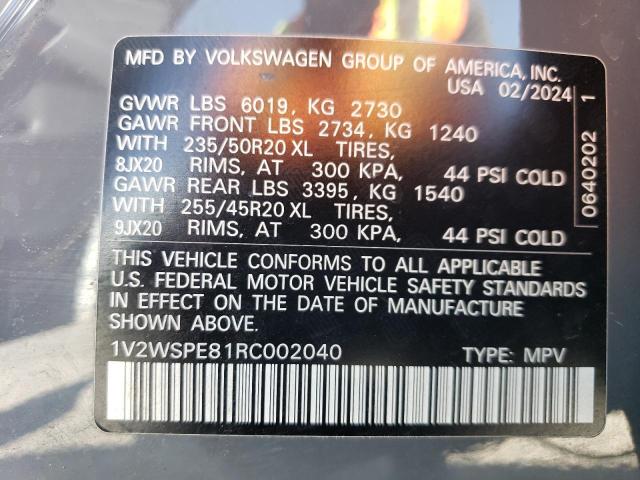 MFD BY VOLKSWAGEN GROUP OF AMERICA, INC.
USA 02/2024
GVWR LBS 6019, KG 2730
GAWR FRONT LBS 2734, KG 1240
WITH 235/50R20 XL TIRES,
8JX20 RIMS, AT 300 KPA, 44 PSI COLD
GAWR REAR LBS 3395, KG 1540
WITH 255/45R20 XL TIRES,
9JX20 RIMS, AT 300 KPA, 44 PSI COLD
0640202 1
THIS VEHICLE CONFORMS TO ALL APPLICABLE
U.S. FEDERAL MOTOR VEHICLE SAFETY STANDARDS
IN EFFECT ON THE DATE OF MANUFACTURE
SHOWN ABOVE.
1V2WSPE81RC002040 TYPE: MPV